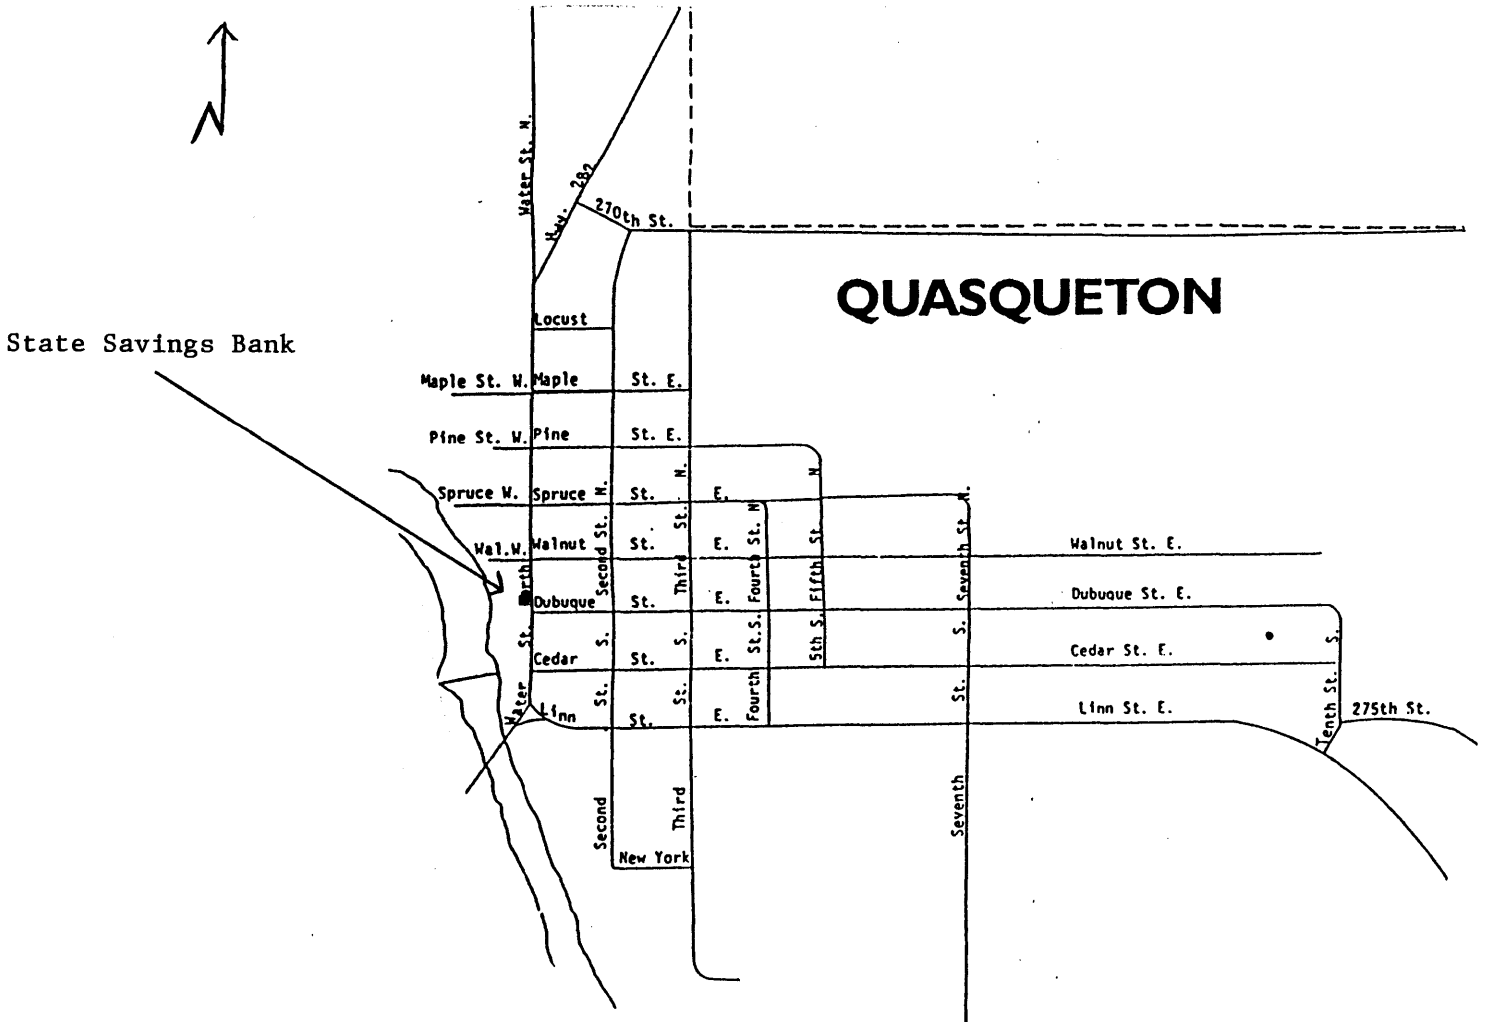 N
Water St. N.
Hwy. 282
270th St.
QUASQUETON
Locust
State Savings Bank
Maple St. W. Maple St. E.
Pine St. W. Pine St. E.
Spruce W. Spruce St. E.
Wal.W. Walnut St. E. Walnut St. E.
Dubuque St. E. Dubuque St. E.
Cedar St. E. Cedar St. E.
Linn St. E. Linn St. E.
275th St.
New York
Water St.
Second St. N.
Second St. S.
Third St. N.
Third St. S.
Fourth St. N
Fourth St.S.
Fifth St. N
5th S.
Seventh St N.
Seventh St. S.
Tenth St. S.